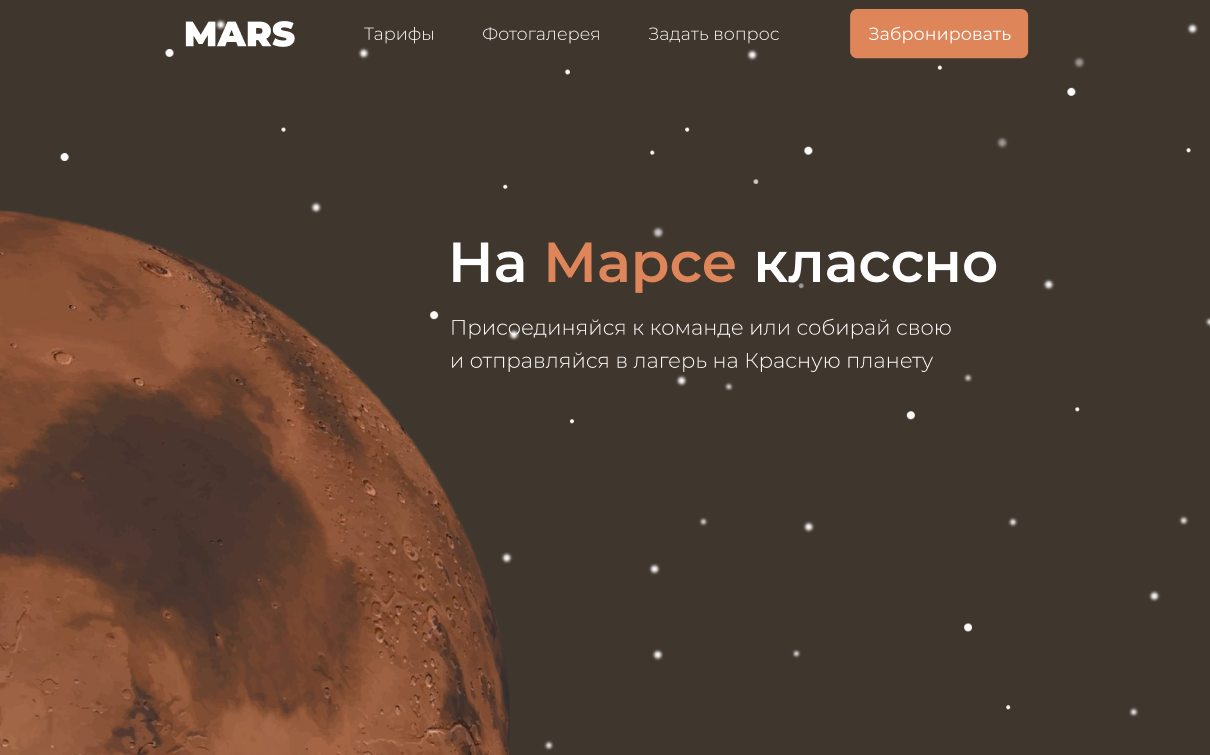 MARS
Тарифы
Фотогалерея
Задать вопрос
Забронировать
На Марсе классно
Присоединяйся к команде или собирай свою
и отправляйся в лагерь на Красную планету